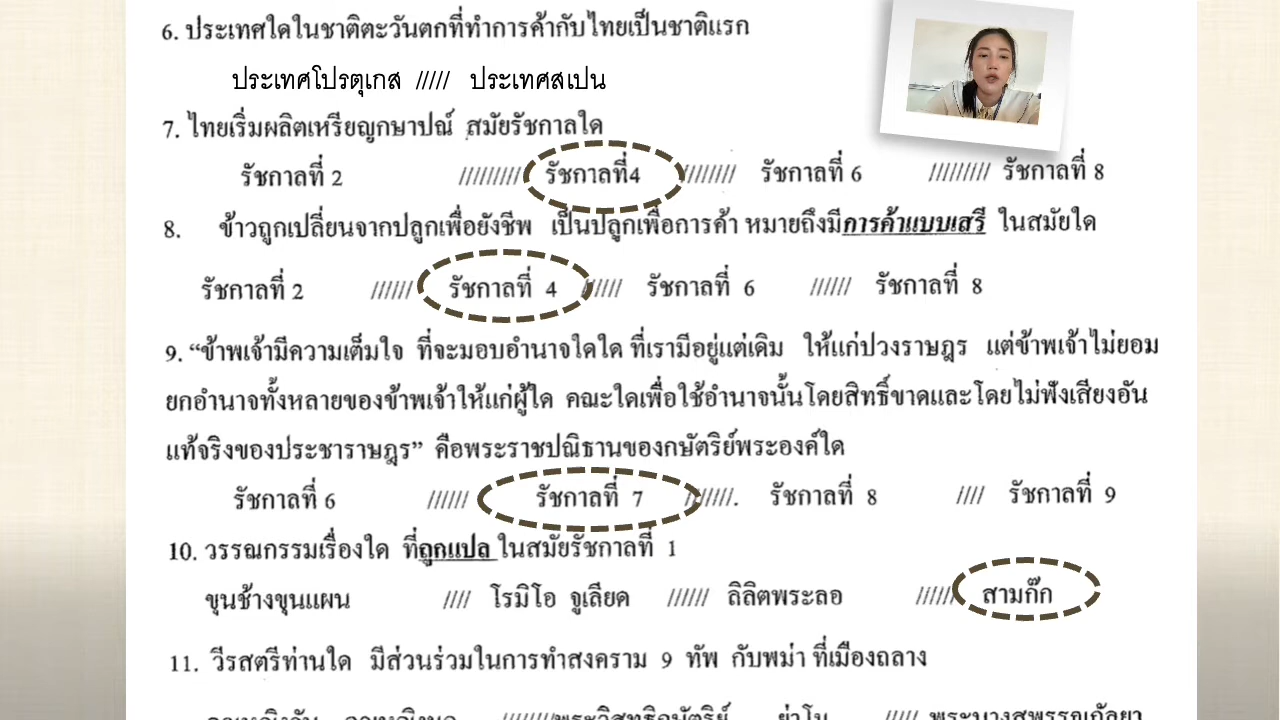 6. ประเทศใดในชาติตะวันตกที่ทำการค้ากับไทยเป็นชาติแรก
ประเทศโปรตุเกส ///// ประเทศสเปน
7. ไทยเริ่มผลิตเหรียญกษาปณ์ สมัยรัชกาลใด
รัชกาลที่ 2 ///////// รัชกาลที่4 //////// รัชกาลที่ 6 ///////// รัชกาลที่ 8
8. ข้าวถูกเปลี่ยนจากปลูกเพื่อยังชีพ เป็นปลูกเพื่อการค้า หมายถึงมีการค้าแบบเสรี ในสมัยใด
รัชกาลที่ 2 ////// รัชกาลที่ 4 ///// รัชกาลที่ 6 ////// รัชกาลที่ 8
9. “ข้าพเจ้ามีความเต็มใจ ที่จะมอบอำนาจใดใด ที่เรามีอยู่แต่เดิม ให้แก่ปวงราษฎร แต่ข้าพเจ้าไม่ยอม
ยกอำนาจทั้งหลายของข้าพเจ้าให้แก่ผู้ใด คณะใดเพื่อใช้อำนาจนั้นโดยสิทธิ์ขาดและโดยไม่ฟังเสียงอัน
แท้จริงของประชาราษฎร” คือพระราชปณิธานของกษัตริย์พระองค์ใด
รัชกาลที่ 6 ////// รัชกาลที่ 7 ///////. รัชกาลที่ 8 //// รัชกาลที่ 9
10. วรรณกรรมเรื่องใด ที่ถูกแปล ในสมัยรัชกาลที่ 1
ขุนช้างขุนแผน //// โรมิโอ จูเลียด ////// ลิลิตพระลอ ////// สามก๊ก
11. วีรสตรีท่านใด มีส่วนร่วมในการทำสงคราม 9 ทัพ กับพม่า ที่เมืองถลาง